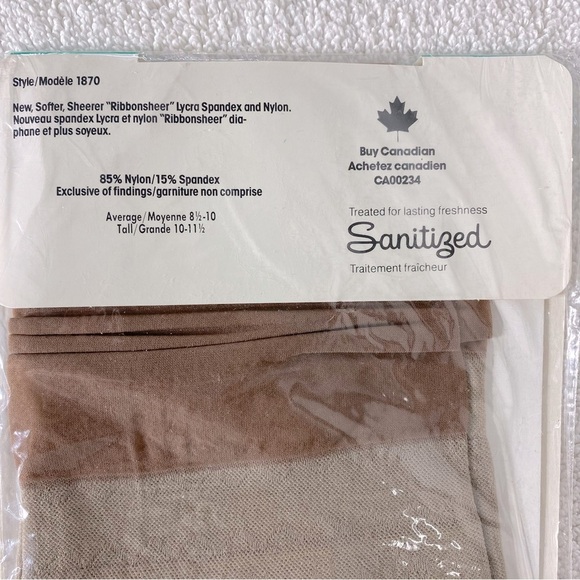 Style/Modèle 1870
New, Softer, Sheerer "Ribbonsheer" Lycra Spandex and Nylon.
Nouveau spandex Lycra et nylon "Ribbonsheer" dia-
phane et plus soyeux.
85% Nylon/15% Spandex
Exclusive of findings/garniture non comprise
Average/Moyenne 8½-10
Tall/Grande 10-11½
Buy Canadian
Achetez canadien
CA00234
Treated for lasting freshness
Sanitized
Traitement fraîcheur